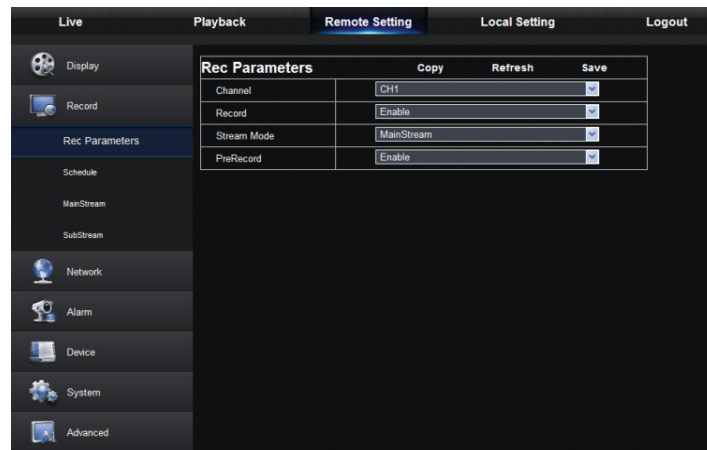 Live Playback Remote Setting Local Setting Logout
Display
Record
Rec Parameters
Schedule
MainStream
SubStream
Network
Alarm
Device
System
Advanced
Rec Parameters Copy Refresh Save
Channel CH1
Record Enable
Stream Mode MainStream
PreRecord Enable